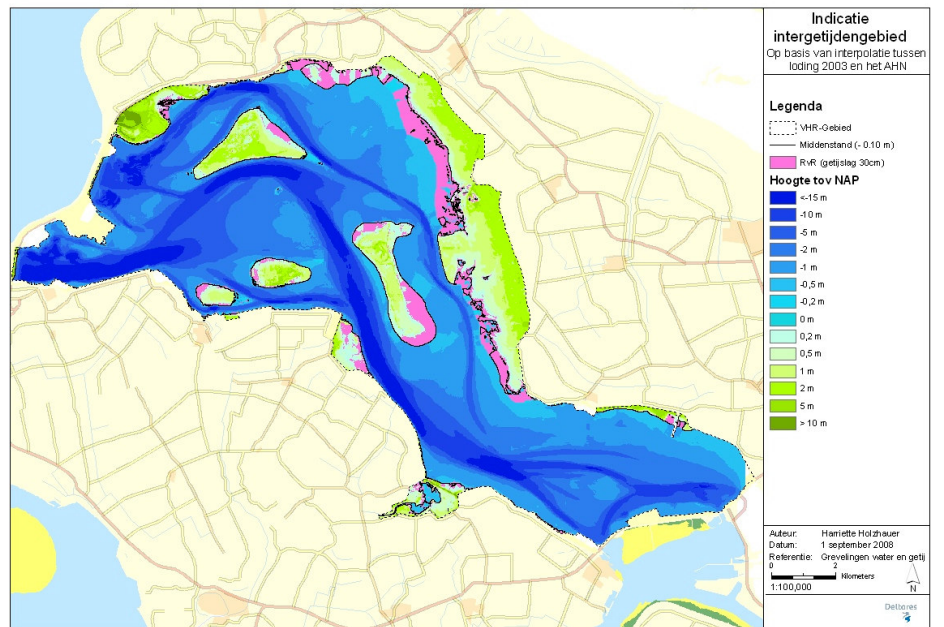 Indicatie
intergetijdengebied
Op basis van interpolatie tussen
loding 2003 en het AHN
Legenda
VHR-Gebied
Middenstand (- 0.10 m)
RvR (getijslag 30cm)
Hoogte tov NAP
<-15 m
-10 m
-5 m
-2 m
-1 m
-0,5 m
-0,2 m
0 m
0,2 m
0,5 m
1 m
2 m
5 m
> 10 m
Auteur: Harriette Holzhauer
Datum: 1 september 2008
Referentie: Grevelingen water en getij
0 2 Kilometers
1:100,000 N
Deltares